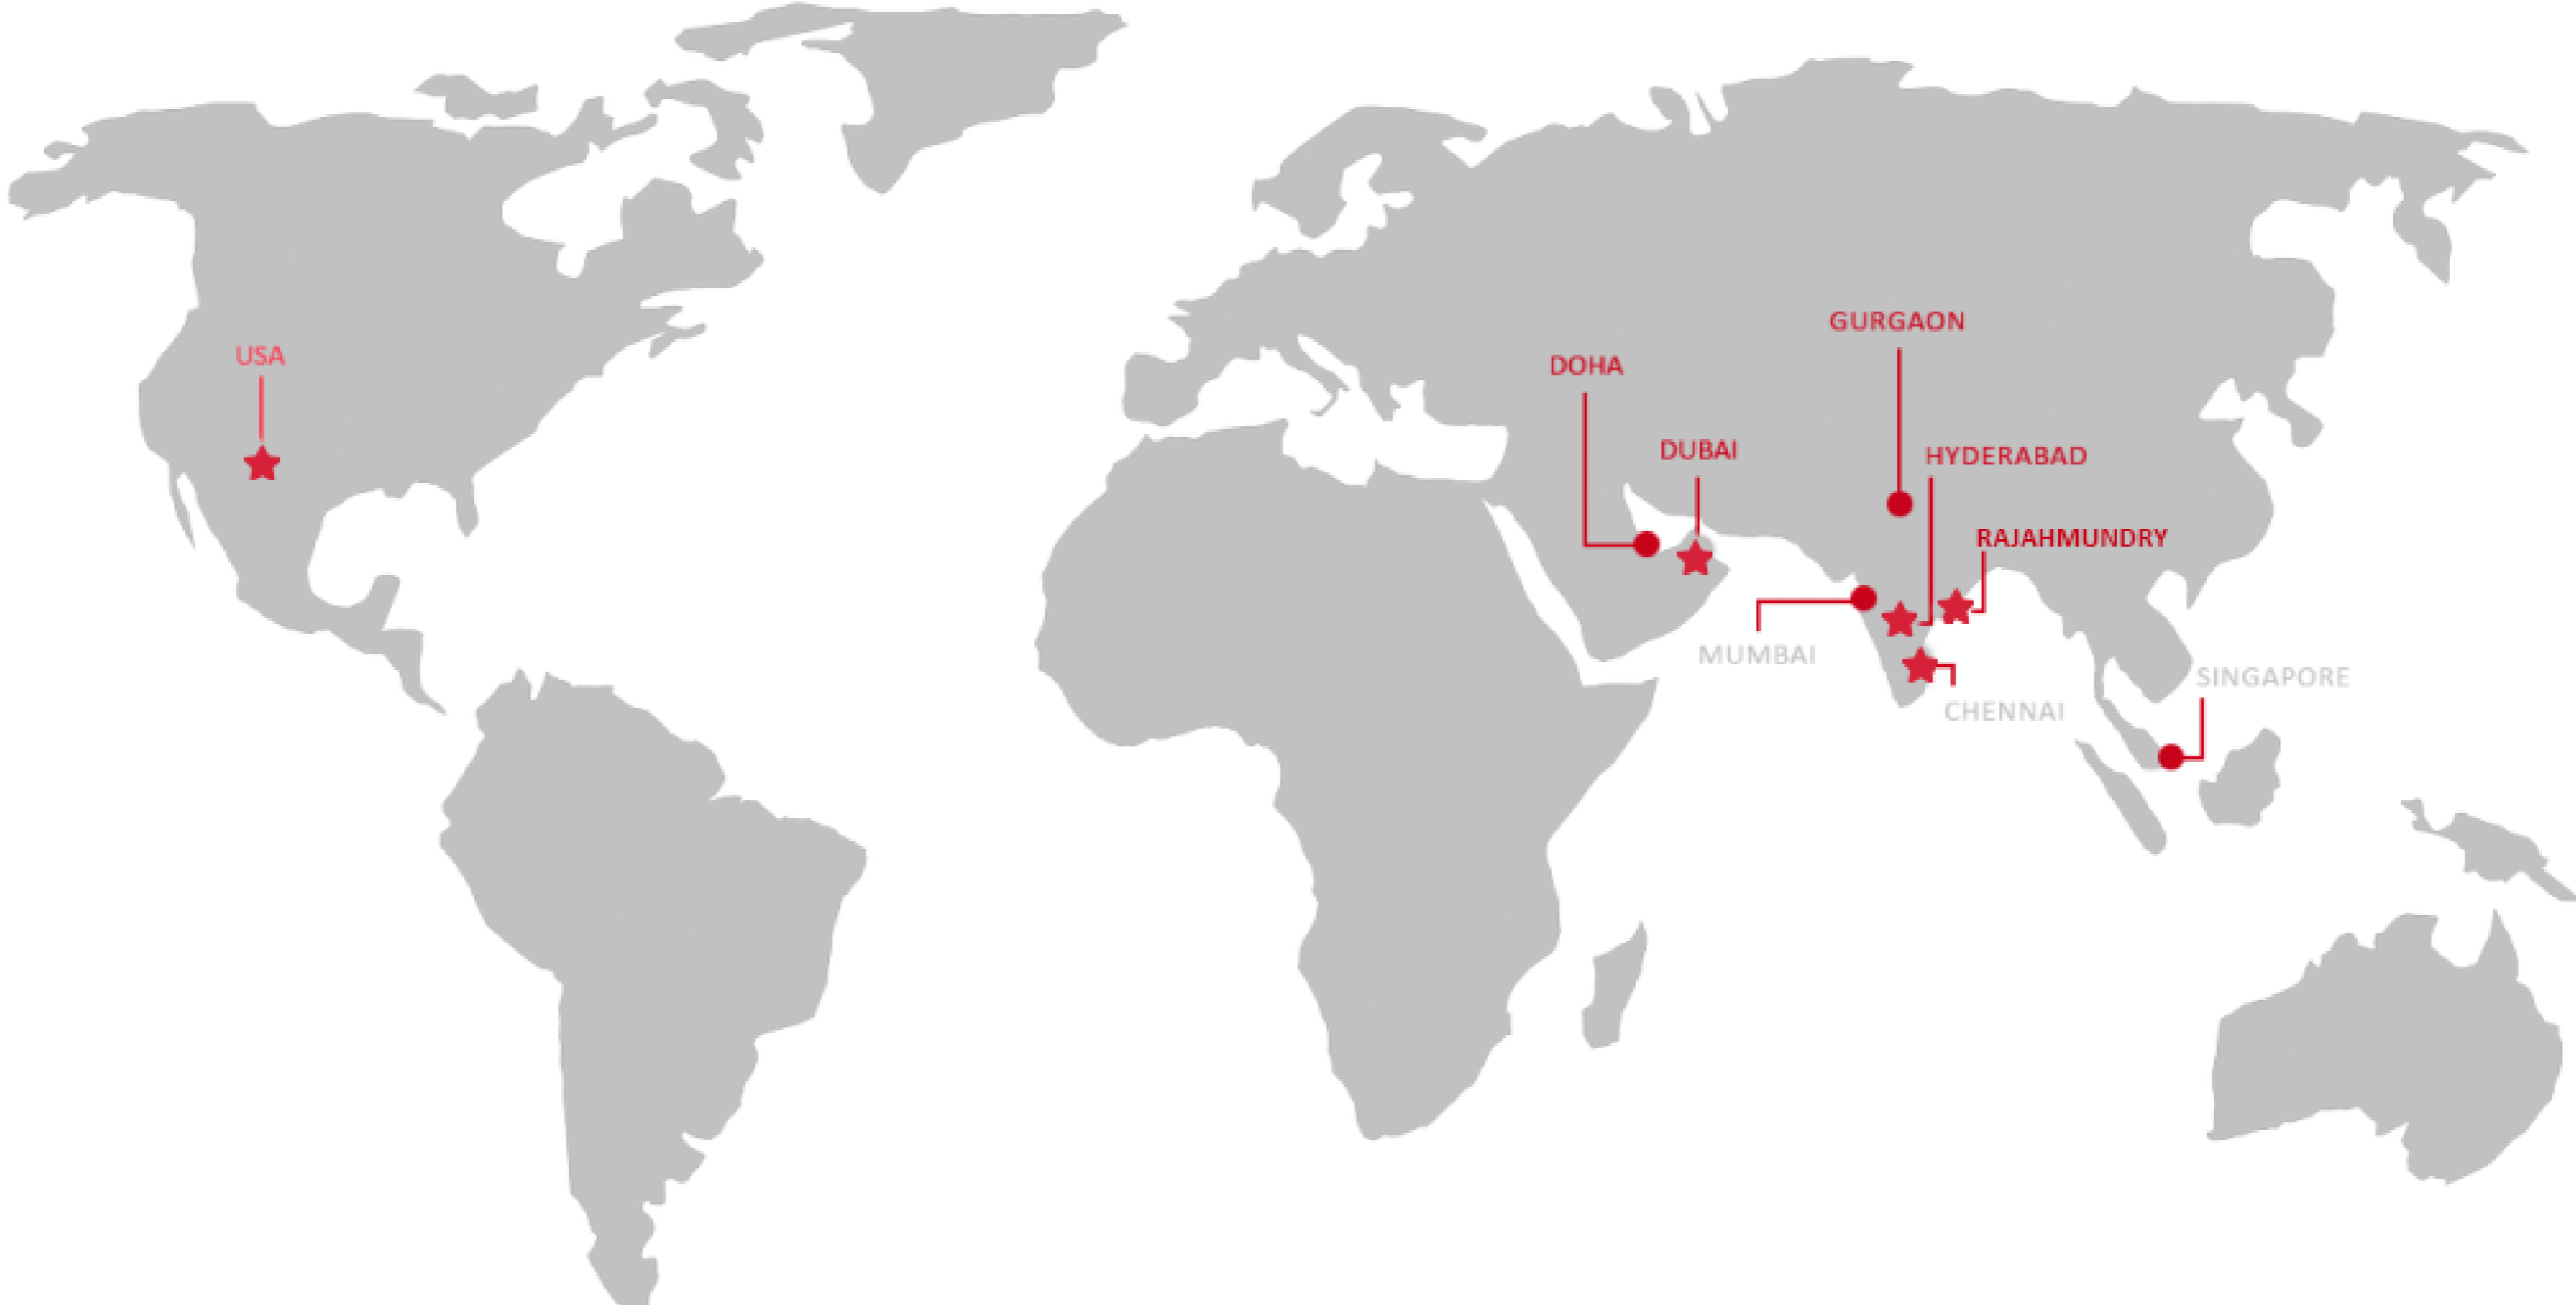 GURGAON
USA
DOHA
DUBAI
HYDERABAD
RAJAHMUNDRY
MUMBAI
SINGAPORE
CHENNAI